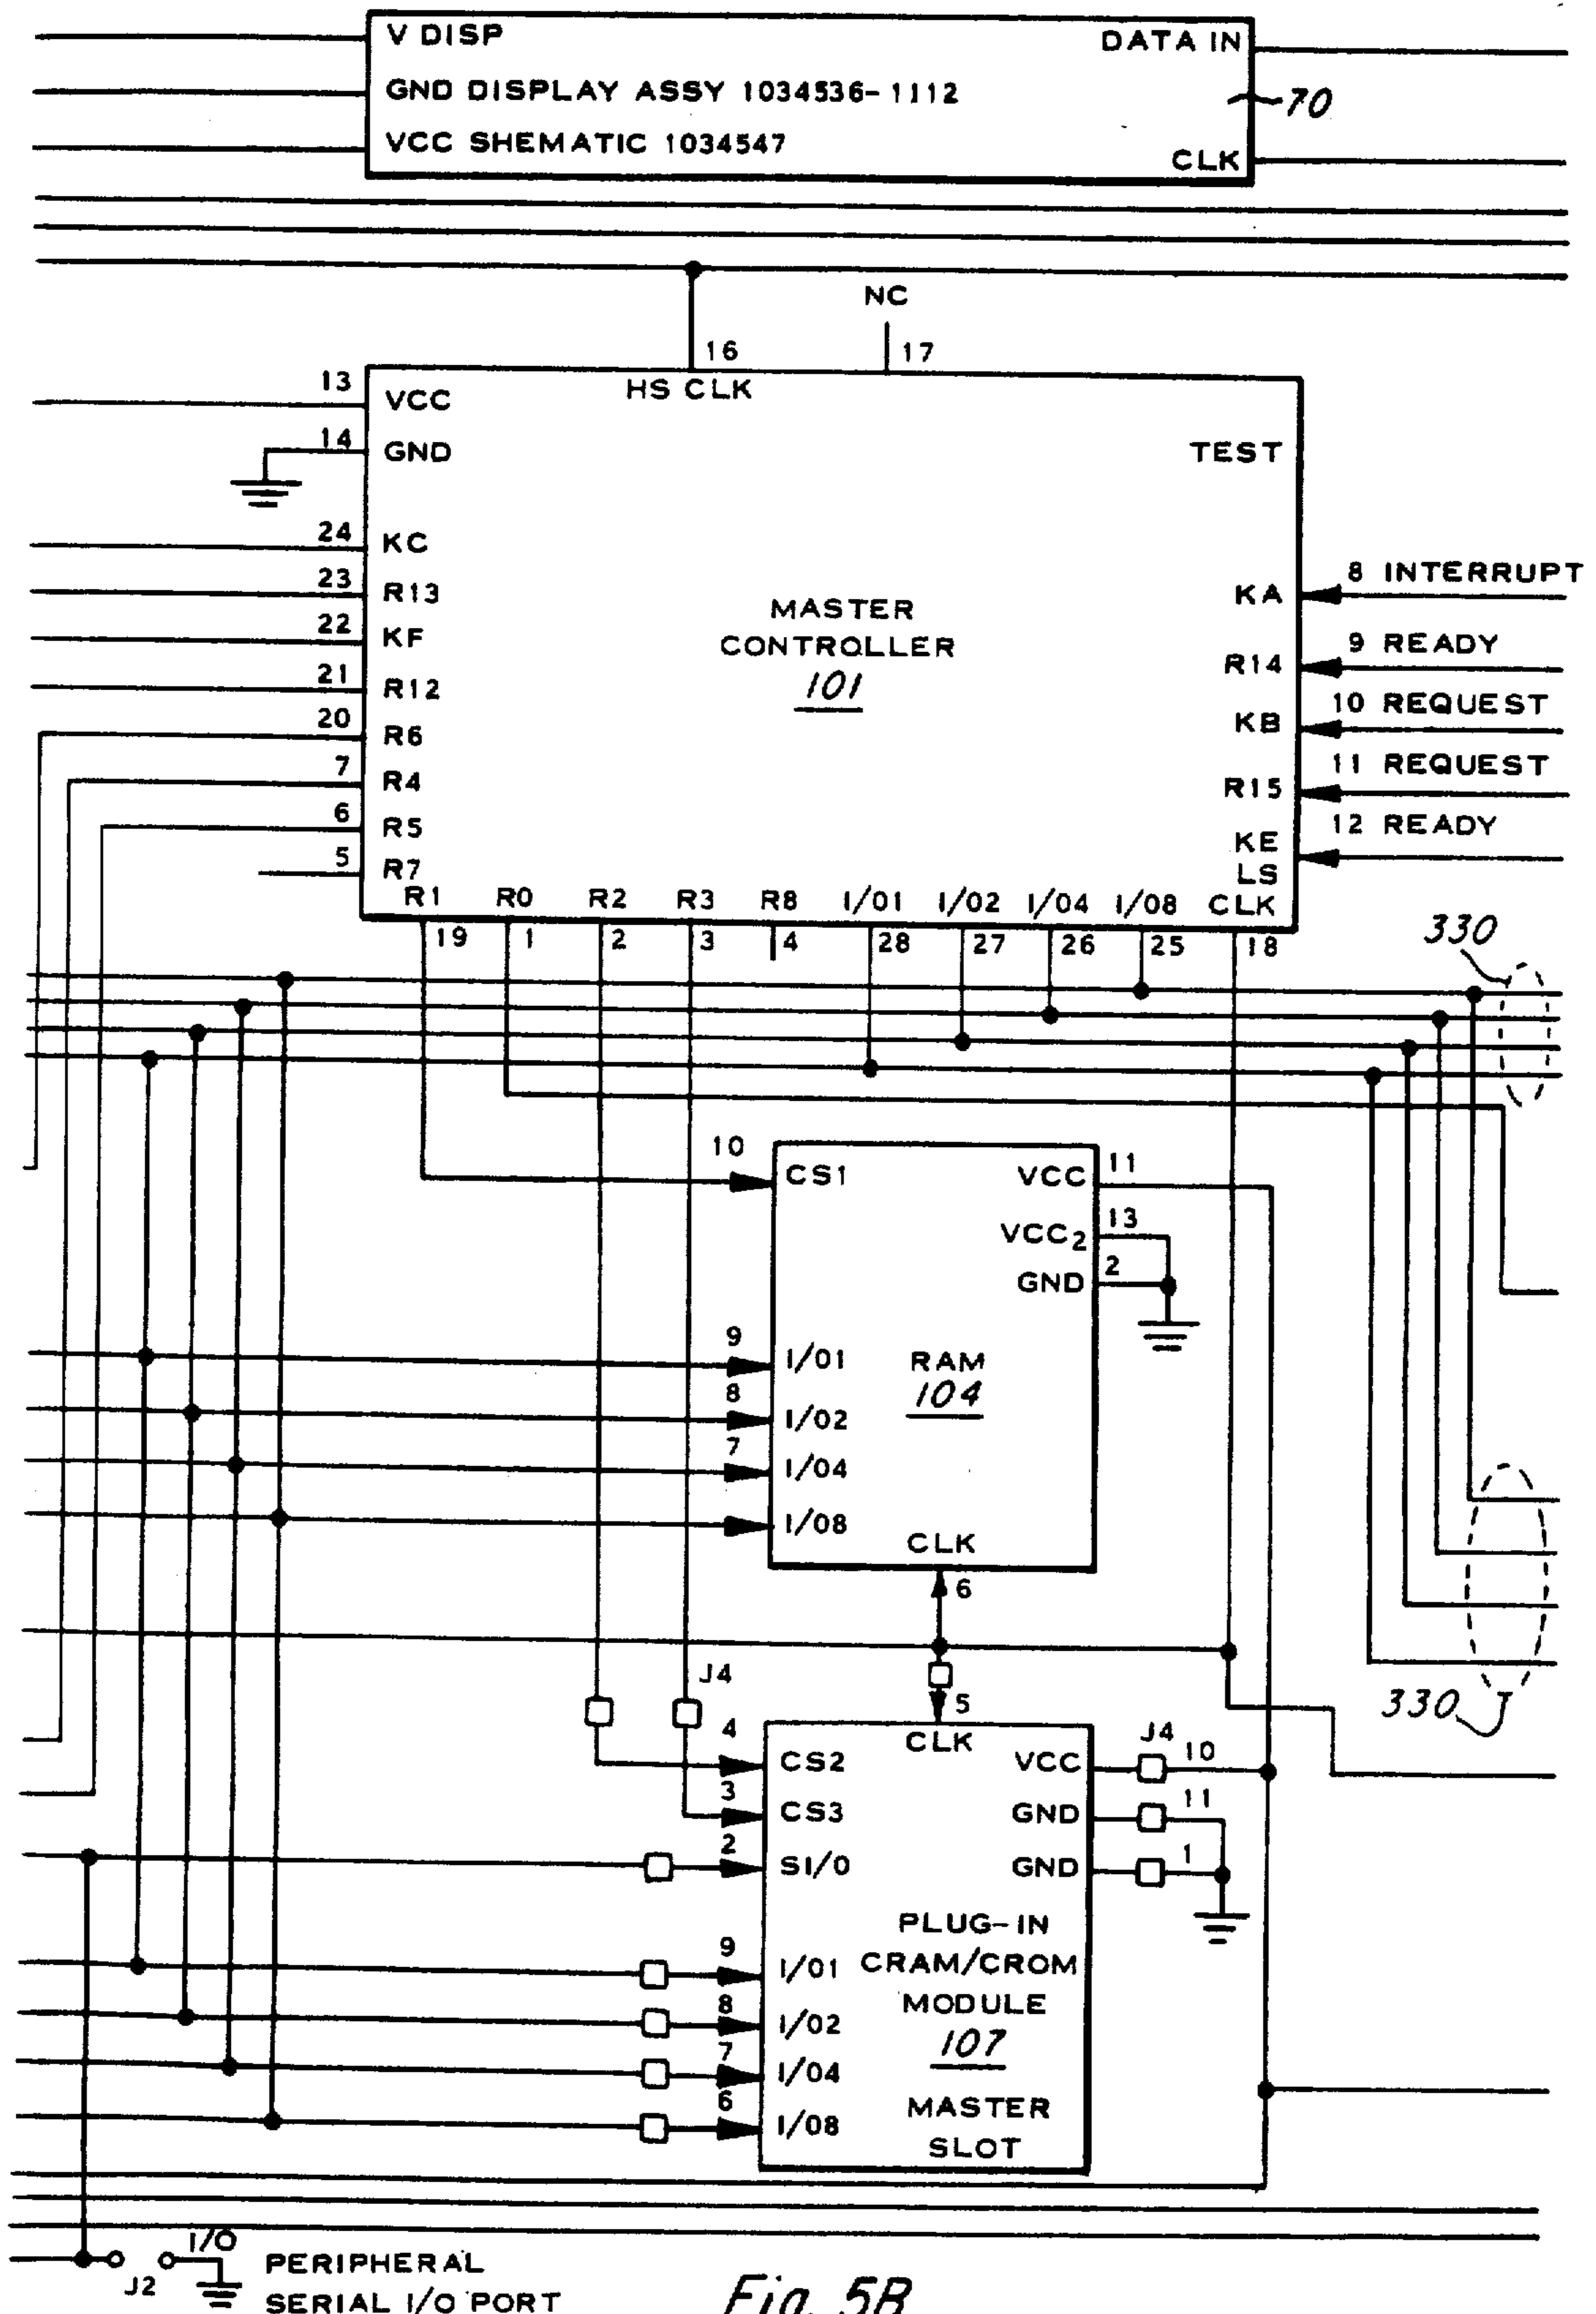 V DISP
DATA IN
GND DISPLAY ASSY 1034536-1112
70
VCC SHEMATIC 1034547
CLK
NC
16
17
HS CLK
13
VCC
14
GND
TEST
24
KC
23
R13
22
KF
21
R12
20
R6
7
R4
6
R5
5
R7
MASTER
CONTROLLER
101
KA
8 INTERRUPT
R14
9 READY
KB
10 REQUEST
R15
11 REQUEST
KE
12 READY
LS
CLK
R1
R0
R2
R3
R8
I/01
I/02
I/04
I/08
19
1
2
3
4
28
27
26
25
18
330
10
CS1
VCC
11
VCC2
13
GND
2
9
I/01
8
I/02
7
I/04
I/08
RAM
104
CLK
6
J4
5
CLK
4
CS2
3
CS3
2
SI/0
VCC
J4
10
GND
11
GND
1
330
9
I/01
8
I/02
7
I/04
6
I/08
PLUG-IN
CRAM/CROM
MODULE
107
MASTER
SLOT
I/O
J2
PERIPHERAL
SERIAL I/O PORT
Fig. 5B